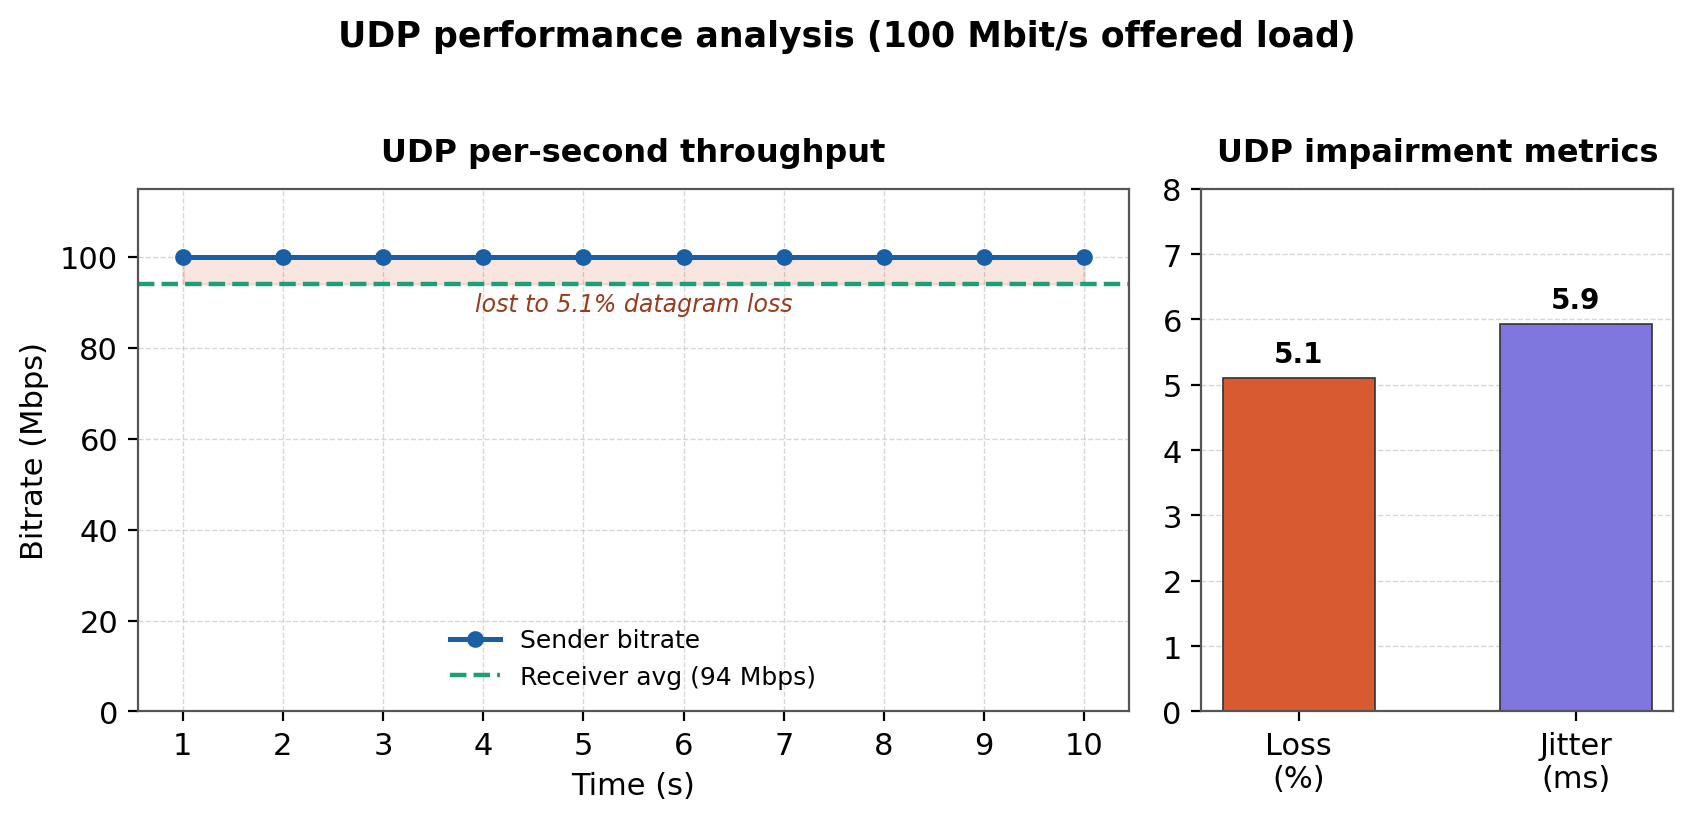 UDP performance analysis (100 Mbit/s offered load)
UDP per-second throughput
Bitrate (Mbps)
100
80
60
40
20
0
lost to 5.1% datagram loss
Sender bitrate
Receiver avg (94 Mbps)
1 2 3 4 5 6 7 8 9 10
Time (s)
UDP impairment metrics
8
7
6
5
4
3
2
1
0
5.1
5.9
Loss
(%)
Jitter
(ms)